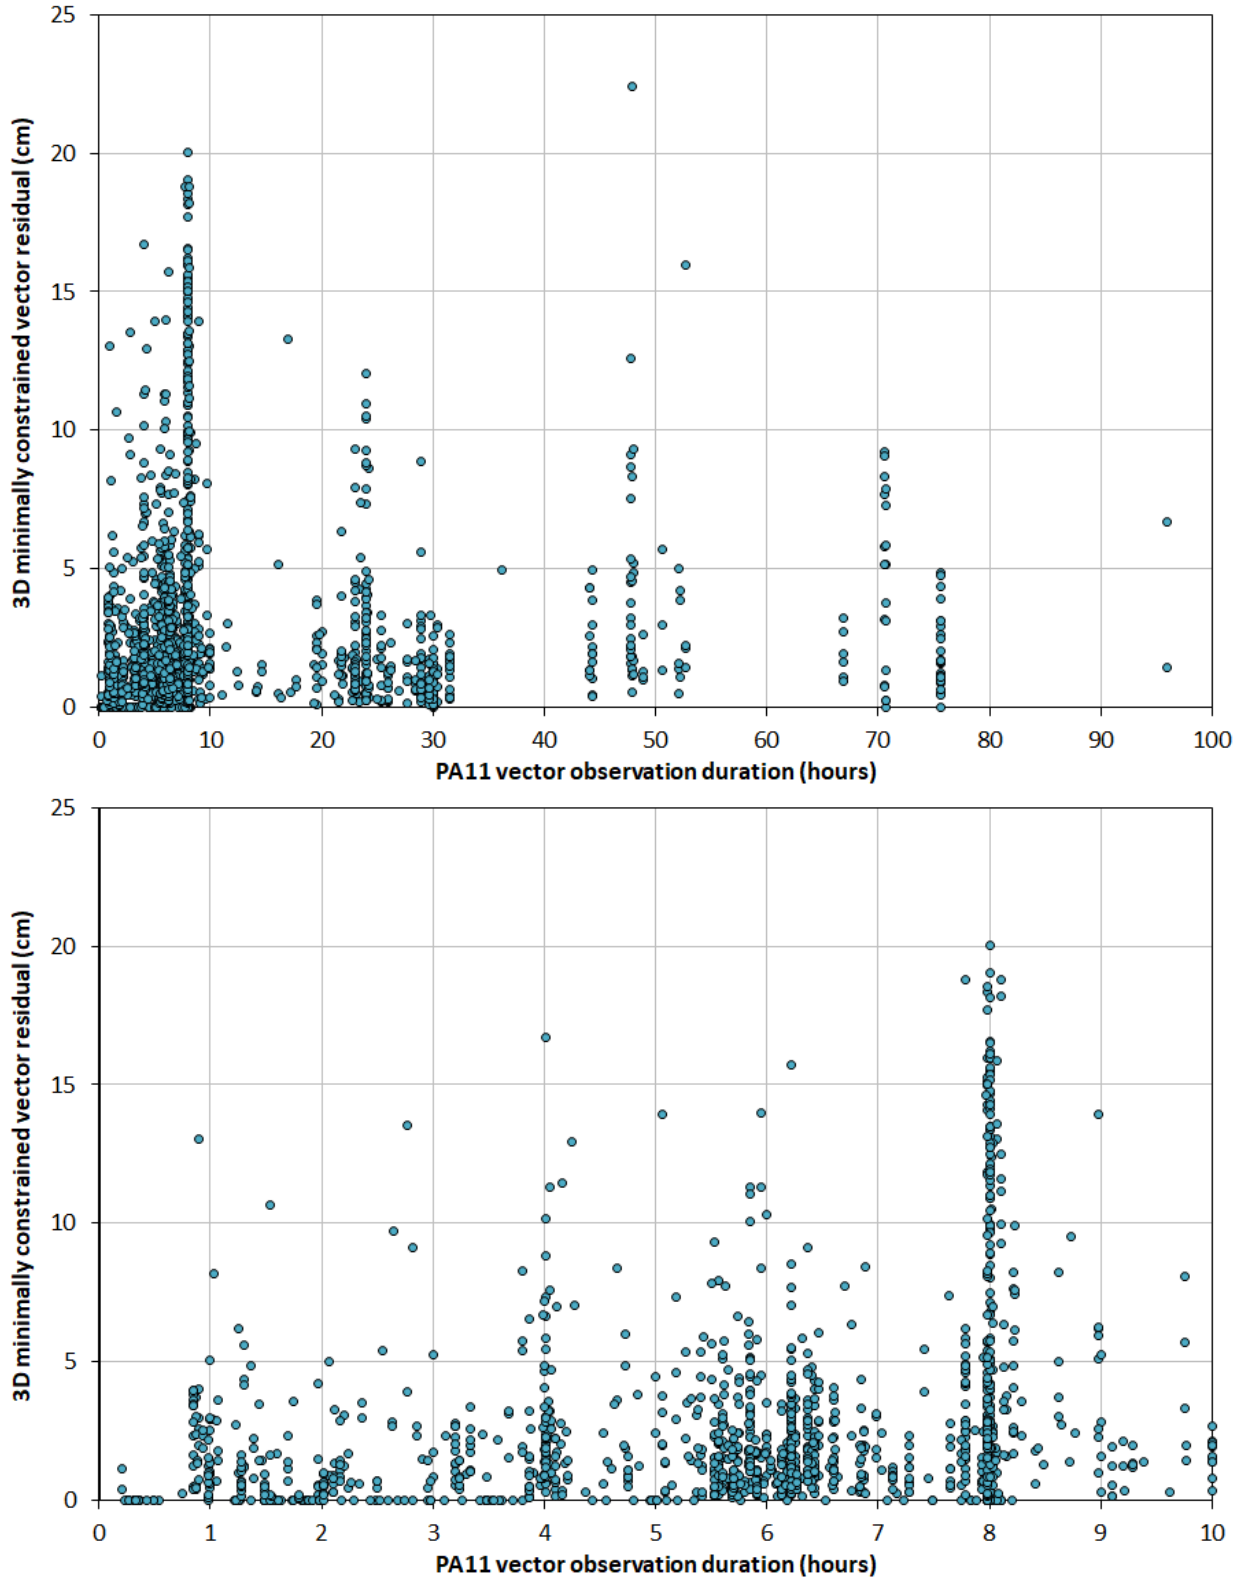 25
20
15
10
5
0
3D minimally constrained vector residual (cm)
0 10 20 30 40 50 60 70 80 90 100
PA11 vector observation duration (hours)
25
20
15
10
5
0
3D minimally constrained vector residual (cm)
0 1 2 3 4 5 6 7 8 9 10
PA11 vector observation duration (hours)